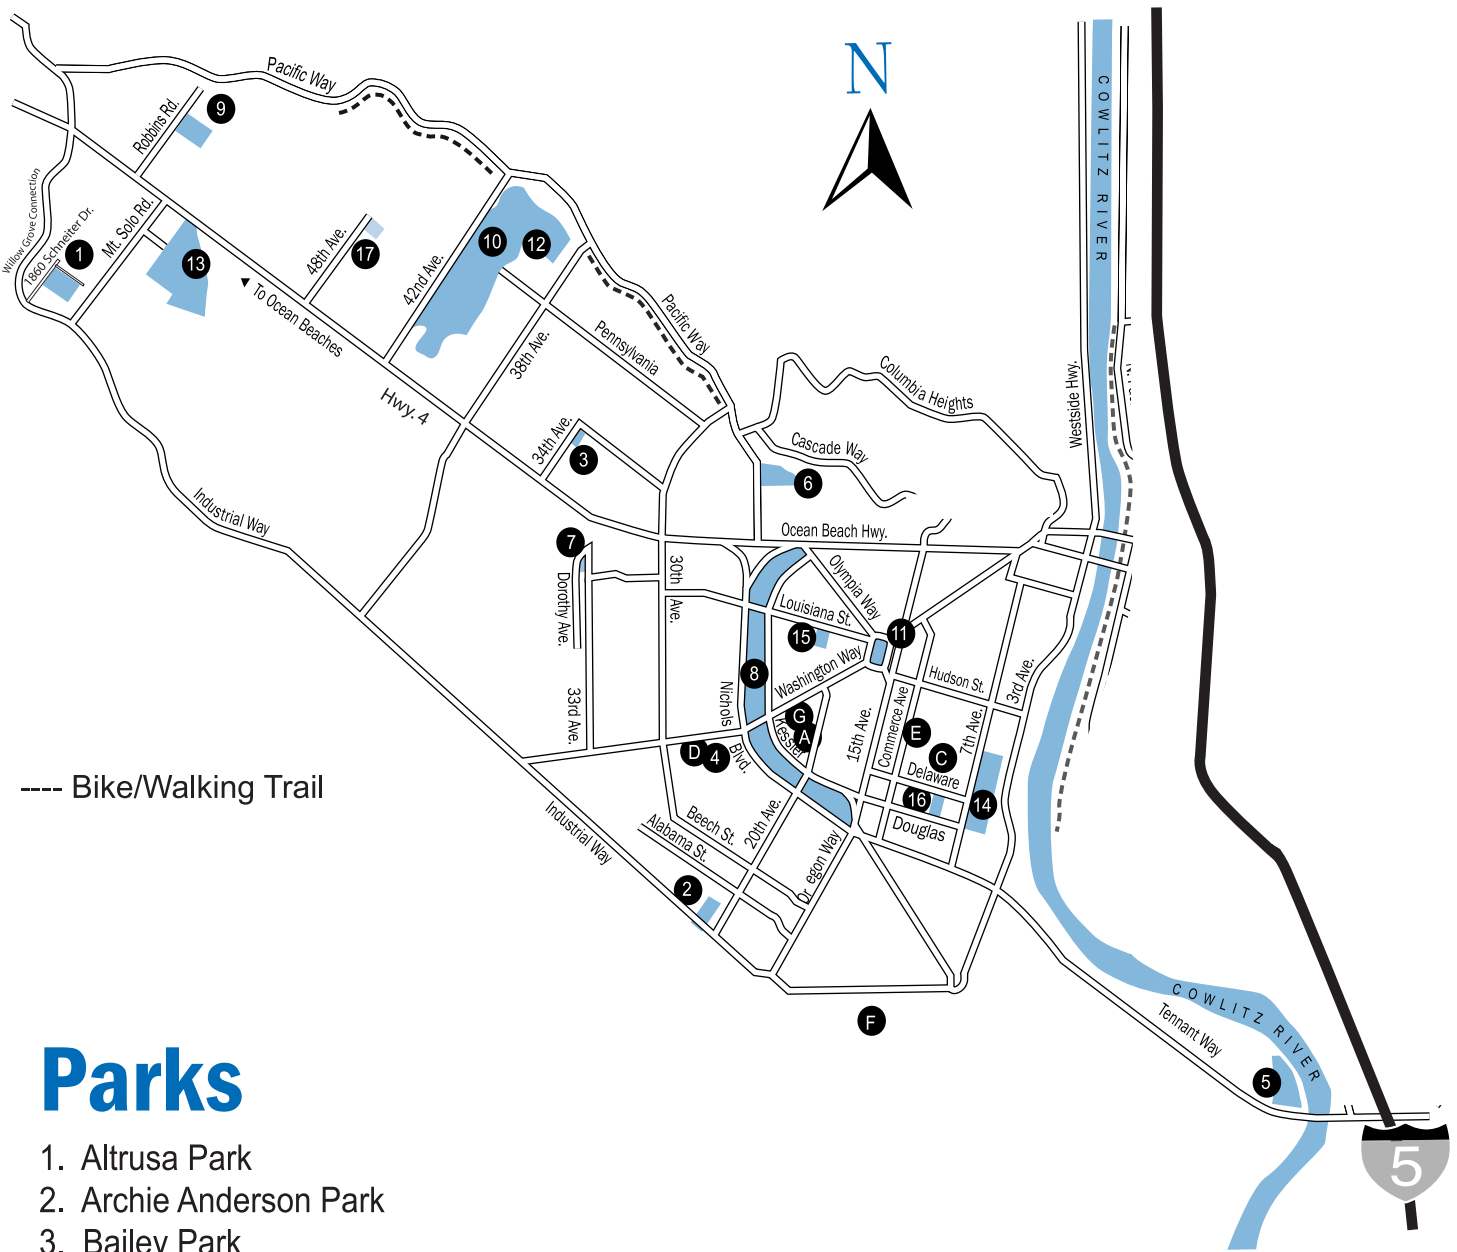 N
Pacific Way
Robbins Rd.
9
COWLITZ RIVER
Willow Grove Connection
1860 Schneiter Dr.
1
Mt. Solo Rd.
13
48th Ave.
17
42nd Ave.
10
12
To Ocean Beaches
Pacific Way
Pennsylvania
38th Ave.
Hwy. 4
Columbia Heights
Westside Hwy.
34th Ave.
3
Cascade Way
6
Industrial Way
Ocean Beach Hwy.
7
Dorothy Ave.
30th Ave.
Olympia Way
Louisiana St.
15
11
8
Washington Way
Hudson St.
3rd Ave.
33rd Ave.
Nichols Blvd.
G
A
Kessler
15th Ave.
Commerce Ave
E
C
7th Ave.
D
4
Delaware
16
14
Douglas
---- Bike/Walking Trail
Industrial Way
Beech St.
Alabama St.
20th Ave.
Or egon Way
2
F
COWLITZ RIVER
Tennant Way
5
5
Parks
1. Altrusa Park
2. Archie Anderson Park
3. Bailey Park